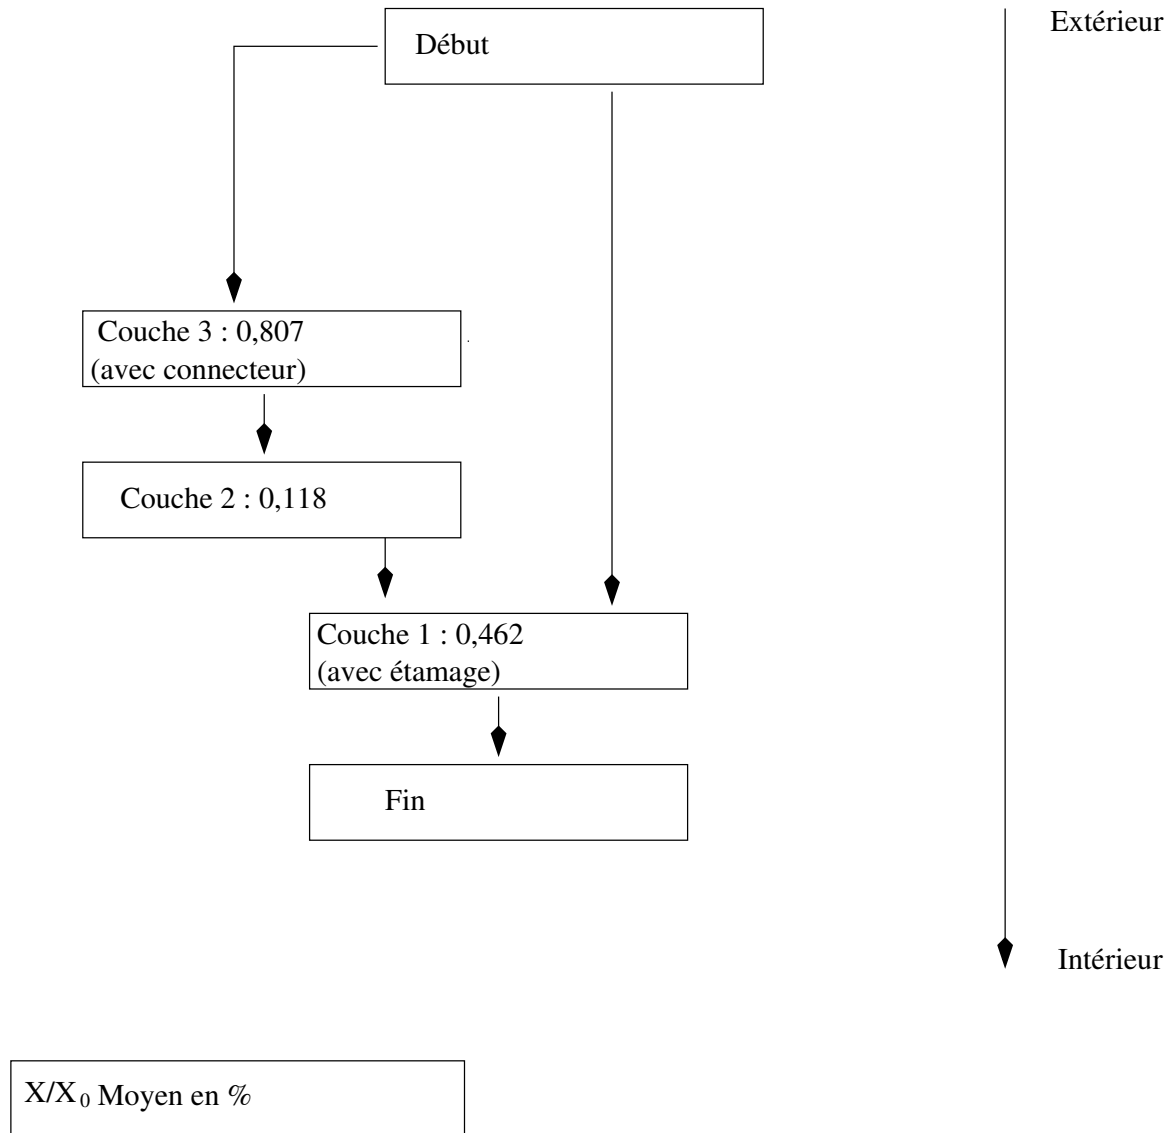 Début
Extérieur
Couche 3 : 0,807
(avec connecteur)
Couche 2 : 0,118
Couche 1 : 0,462
(avec étamage)
Fin
Intérieur
X/X₀ Moyen en %